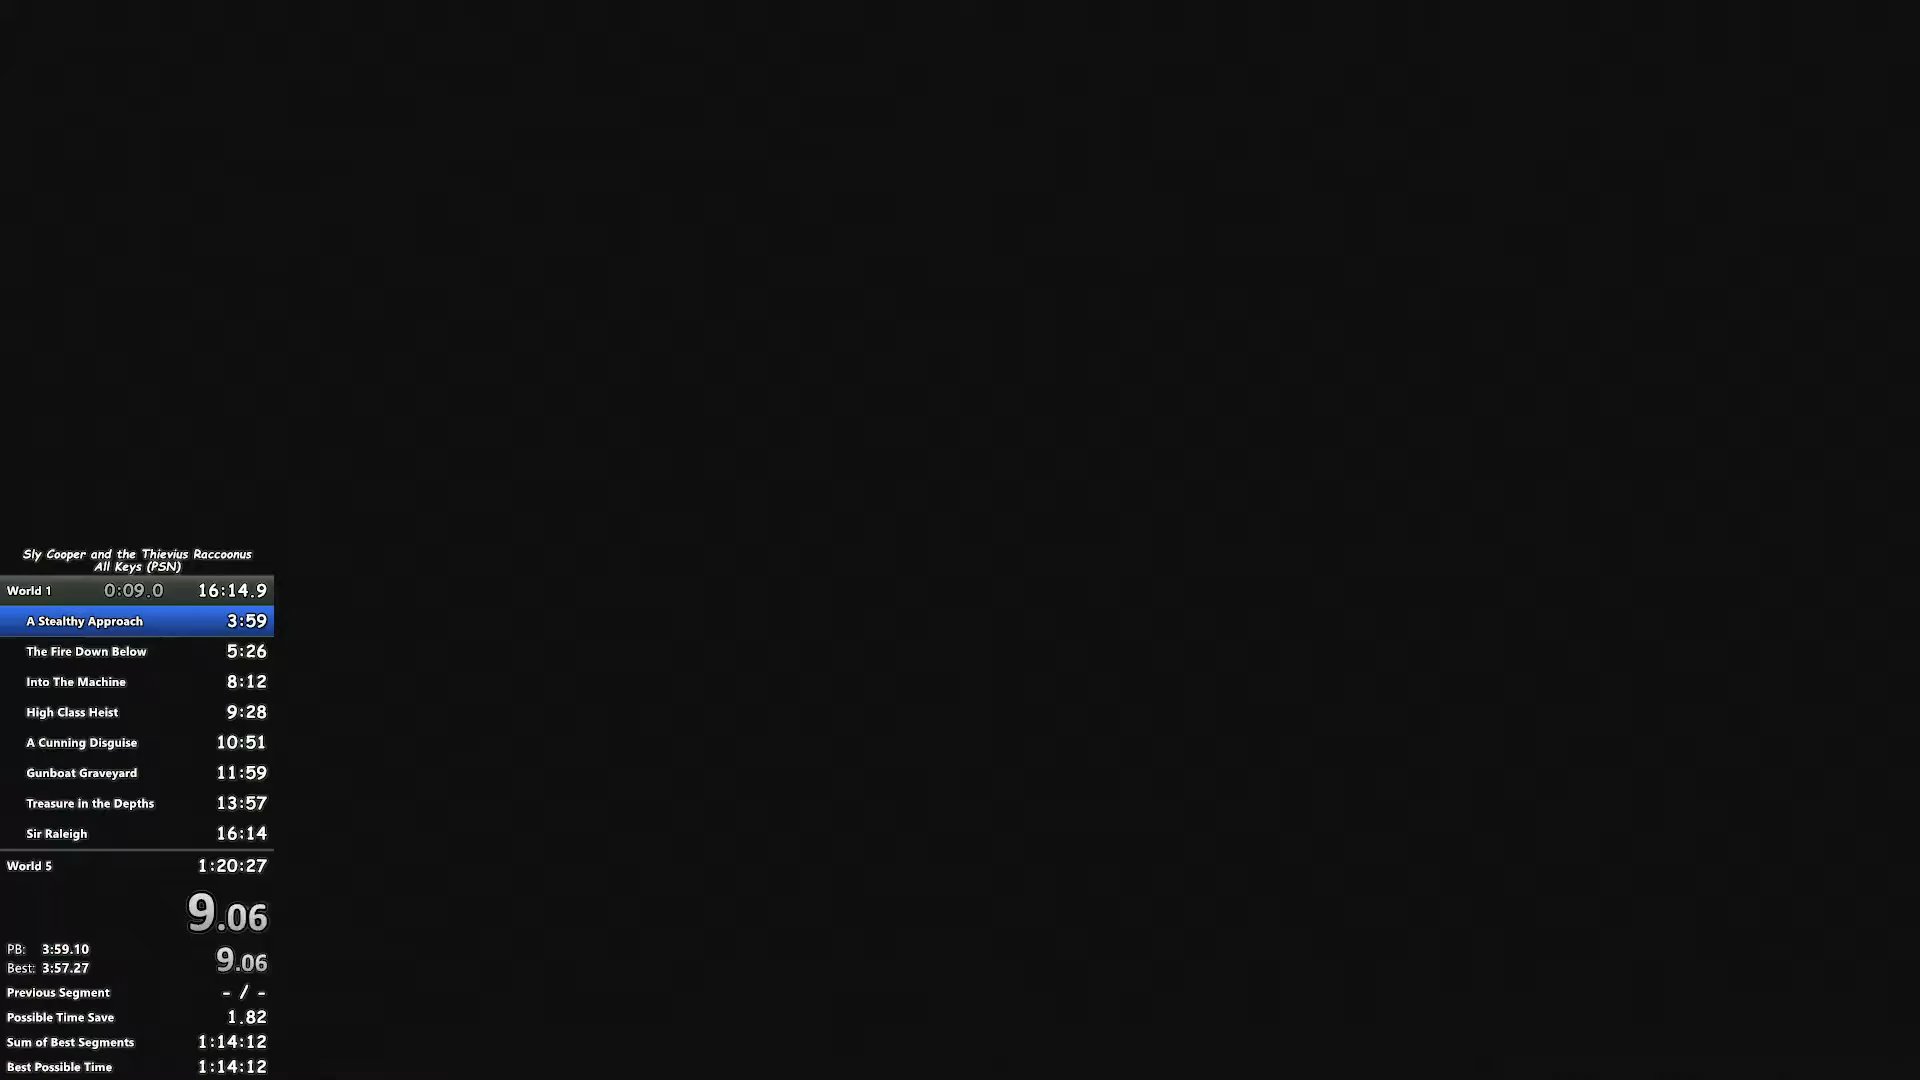 Sly Cooper and the Thievius Raccoonus
All Keys (PSN)
World 1 0:09.0 16:14.9
A Stealthy Approach 3:59
The Fire Down Below 5:26
Into The Machine 8:12
High Class Heist 9:28
A Cunning Disguise 10:51
Gunboat Graveyard 11:59
Treasure in the Depths 13:57
Sir Raleigh 16:14
World 5 1:20:27
9.06
PB: 3:59.10
Best: 3:57.27
9.06
Previous Segment - / -
Possible Time Save 1.82
Sum of Best Segments 1:14:12
Best Possible Time 1:14:12